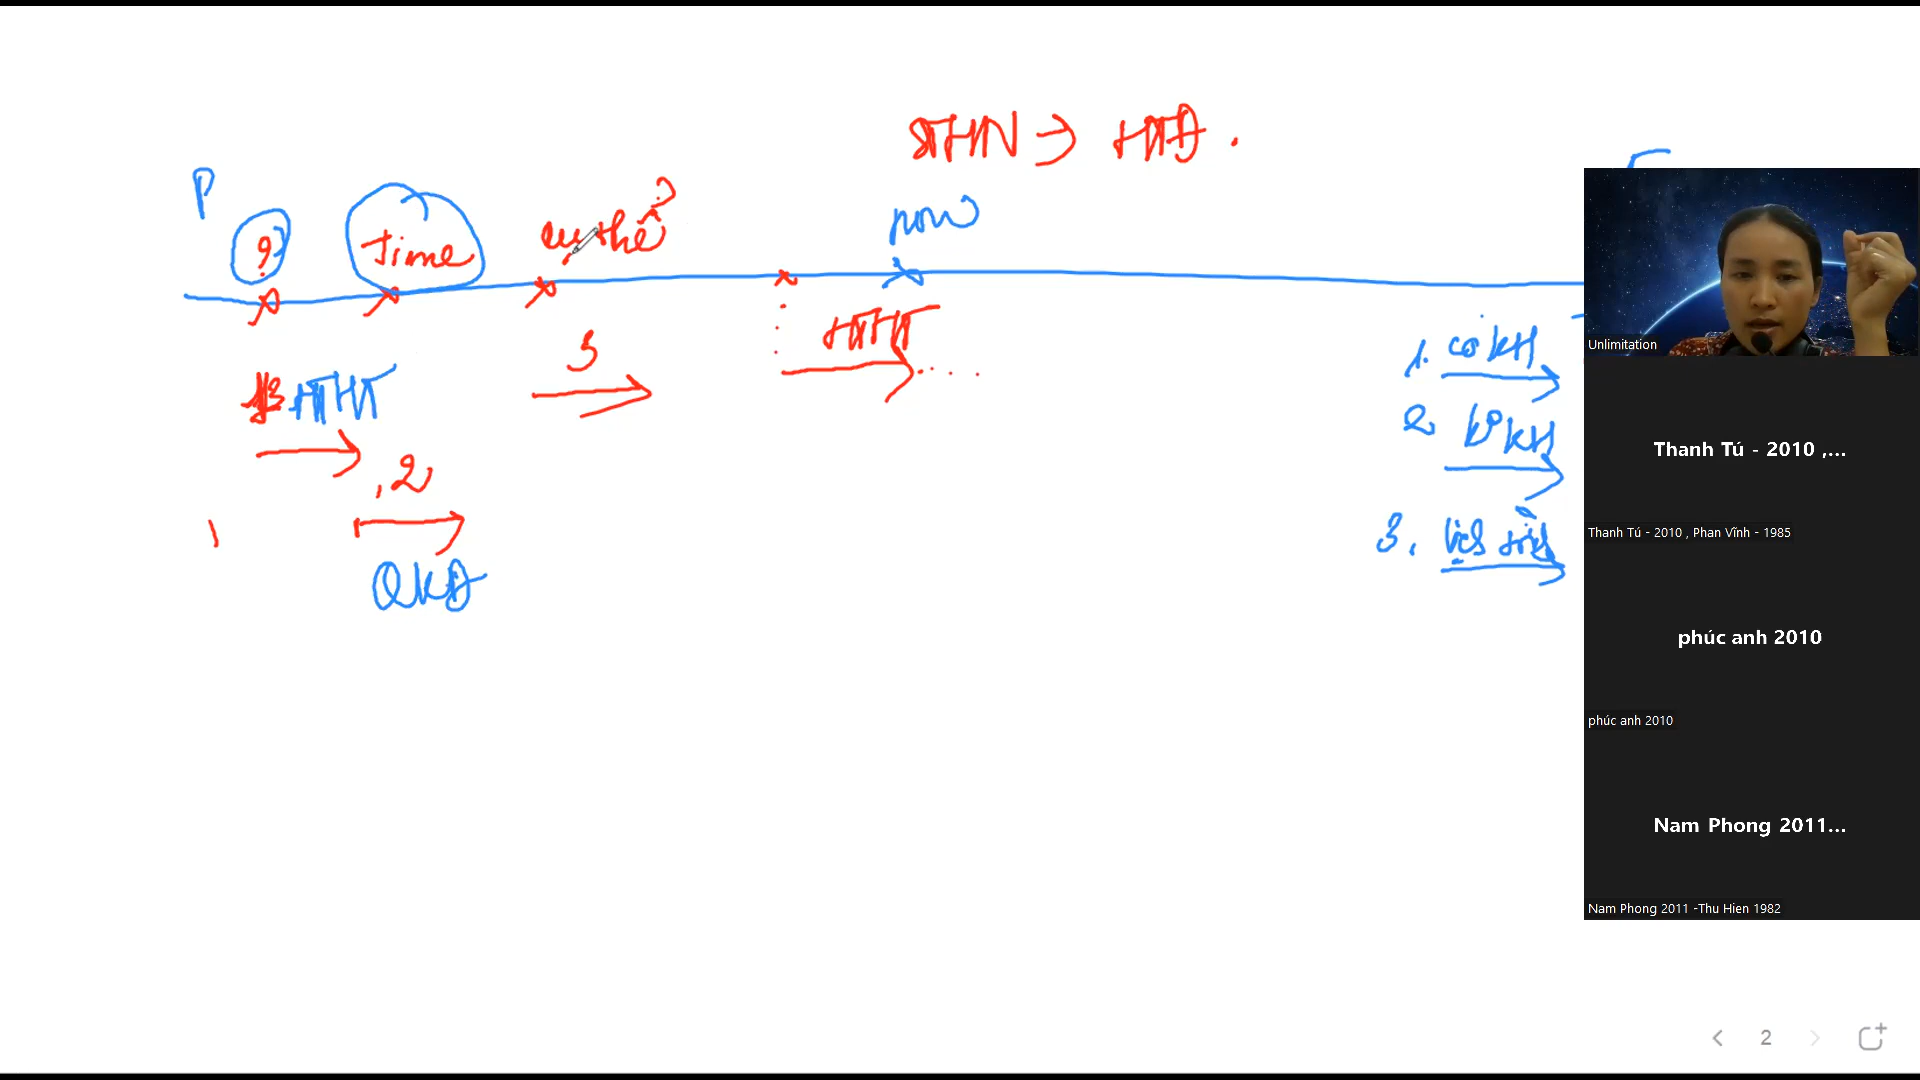 HTĐ.
P
now
?
Time
cụ thể?
HTHT
3
HTHT
2
QKĐ
1
1. có KH
2. ko KH
3. lịch trình
Unlimitation
Thanh Tú - 2010 ,...
Thanh Tú - 2010 , Phan Vĩnh - 1985
phúc anh 2010
phúc anh 2010
Nam Phong 2011...
Nam Phong 2011 -Thu Hien 1982
2